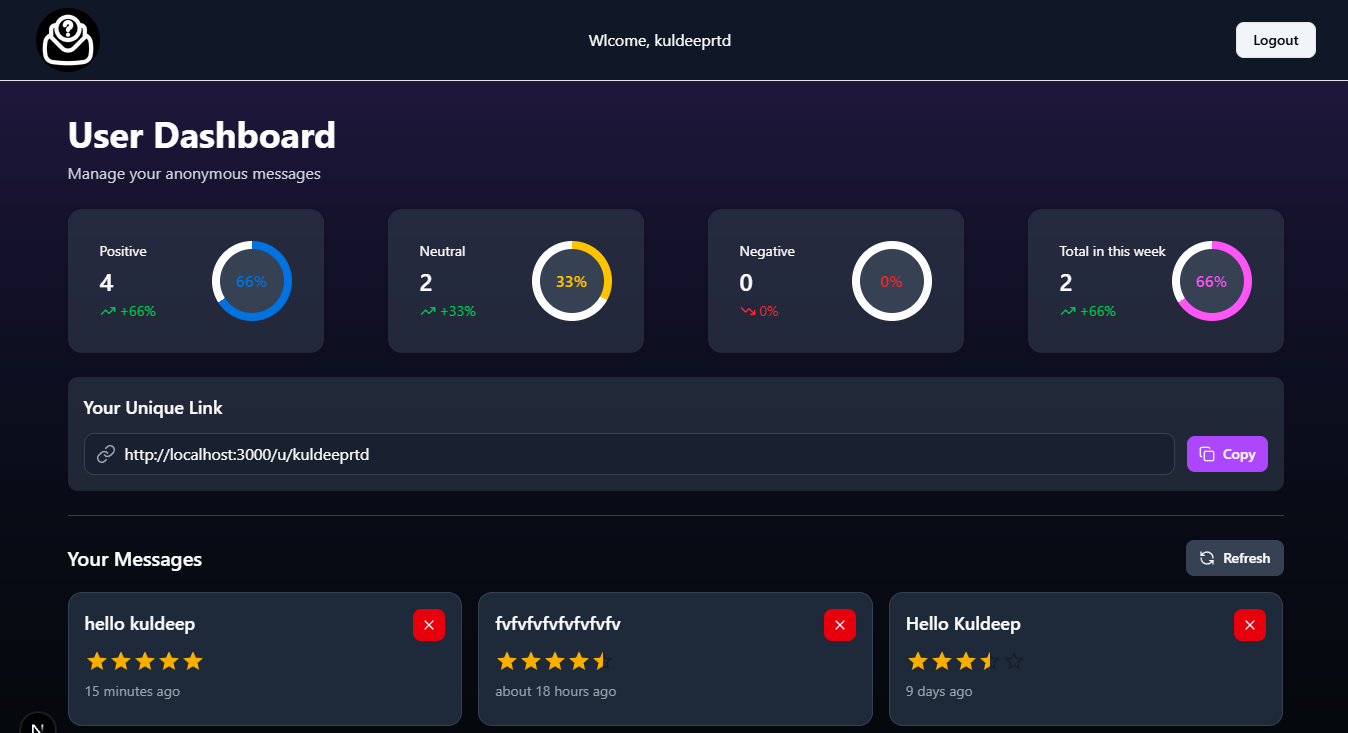 ?
Wlcome, kuldeeprtd
Logout
User Dashboard
Manage your anonymous messages
Positive
4
+66%
66%
Neutral
2
+33%
33%
Negative
0
0%
0%
Total in this week
2
+66%
66%
Your Unique Link
http://localhost:3000/u/kuldeeprtd
Copy
Your Messages
Refresh
hello kuldeep
15 minutes ago
fvfvfvfvfvfvfvfv
about 18 hours ago
Hello Kuldeep
9 days ago
N